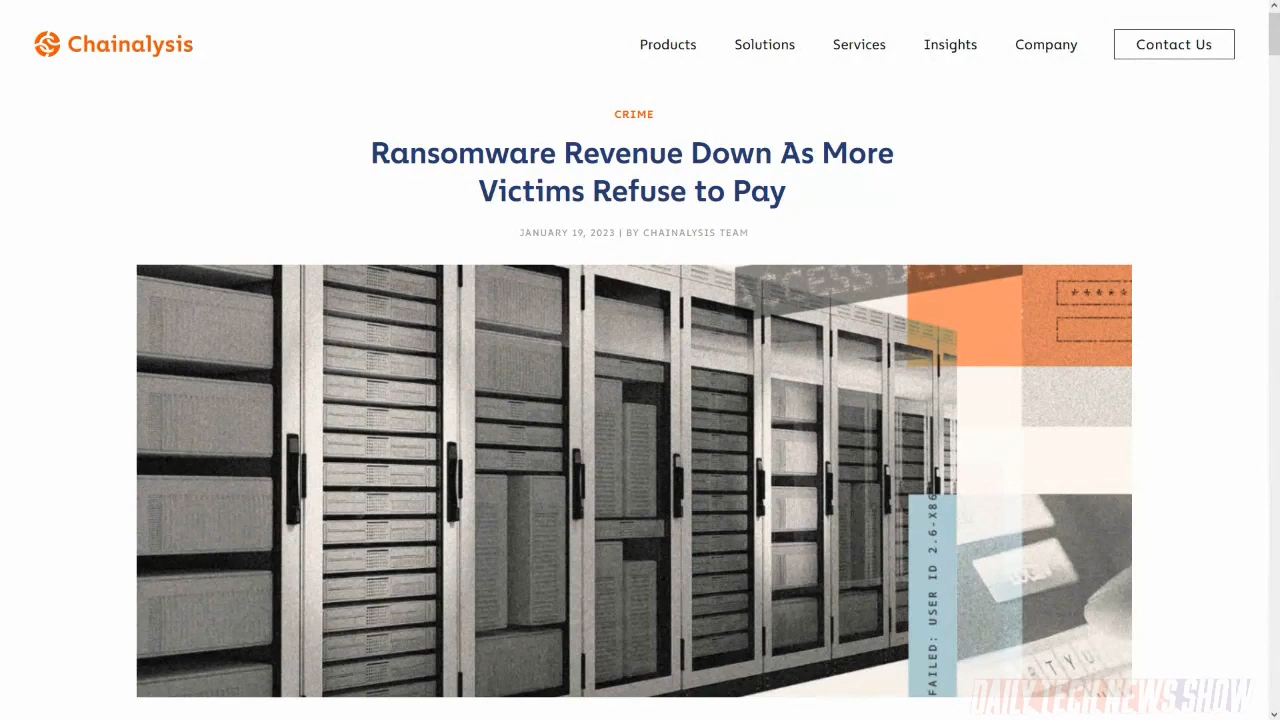 Chainalysis
Products
Solutions
Services
Insights
Company
Contact Us
CRIME
Ransomware Revenue Down As More
Victims Refuse to Pay
JANUARY 19, 2023 | BY CHAINALYSIS TEAM
*****
FAILED: USER ID 2.6-X86
DAILY TECH NEWS SHOW